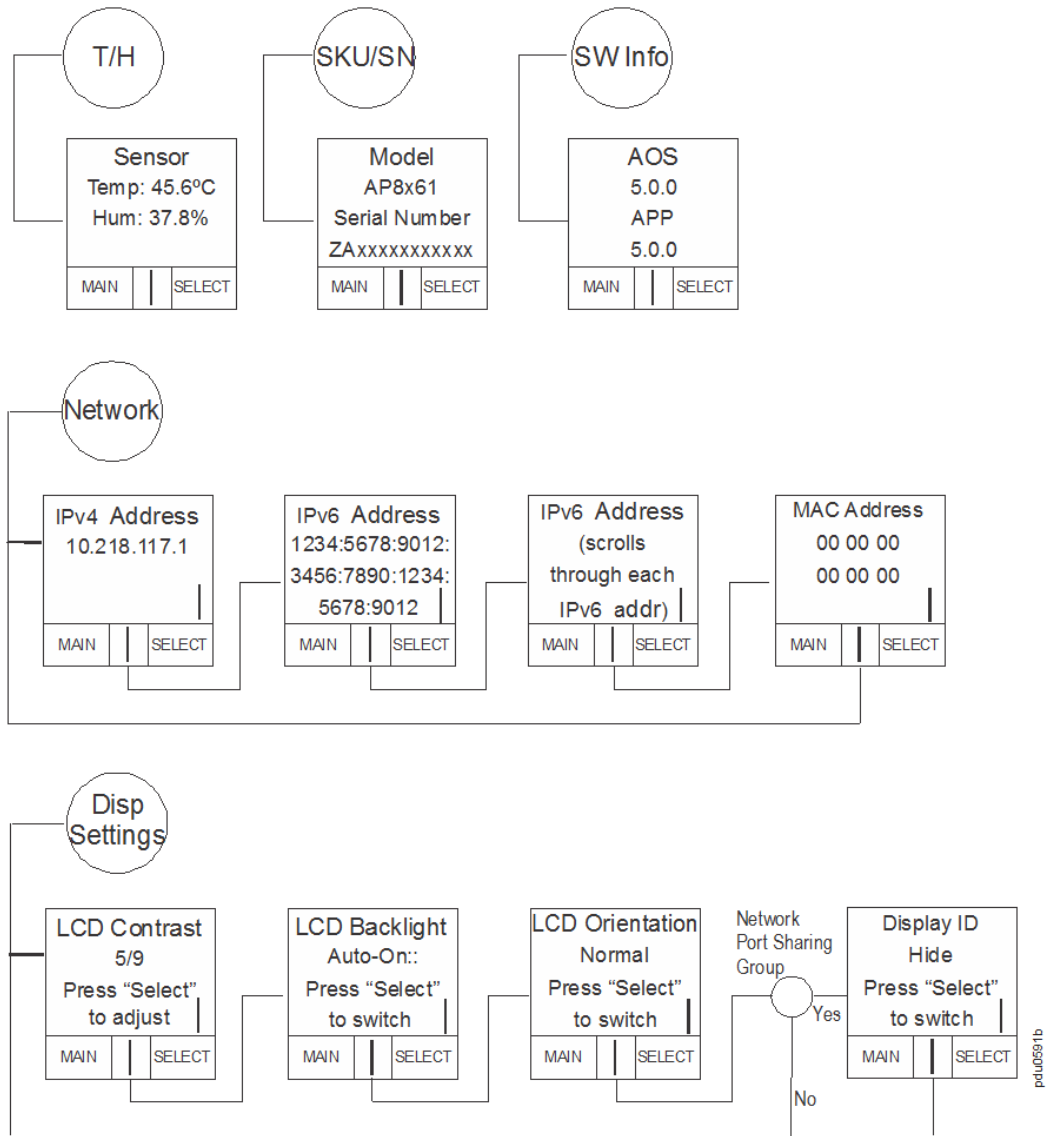 T/H
SKU/SN
SW Info
Sensor
Temp: 45.6ºC
Hum: 37.8%
MAIN
SELECT
Model
AP8x61
Serial Number
ZAxxxxxxxxxxx
MAIN
SELECT
AOS
5.0.0
APP
5.0.0
MAIN
SELECT
Network
IPv4 Address
10.218.117.1
MAIN
SELECT
IPv6 Address
1234:5678:9012:
3456:7890:1234:
5678:9012
MAIN
SELECT
IPv6 Address
(scrolls
through each
IPv6 addr)
MAIN
SELECT
MAC Address
00 00 00
00 00 00
MAIN
SELECT
Disp
Settings
LCD Contrast
5/9
Press “Select”
to adjust
MAIN
SELECT
LCD Backlight
Auto-On::
Press “Select”
to switch
MAIN
SELECT
LCD Orientation
Normal
Press “Select”
to switch
MAIN
SELECT
Network
Port Sharing
Group
Yes
No
Display ID
Hide
Press “Select”
to switch
MAIN
SELECT
pdu0591b